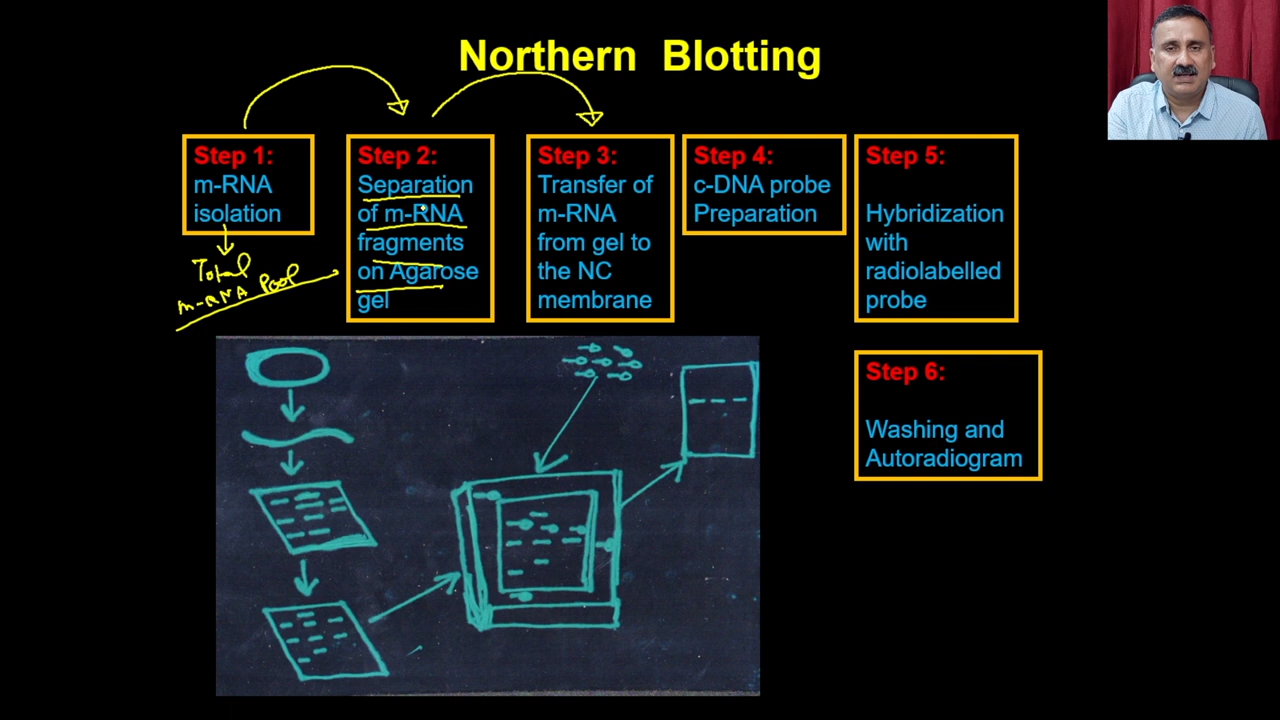 Northern Blotting
Step 1:
m-RNA
isolation
Total
m-RNA Pool
Step 2:
Separation
of m-RNA
fragments
on Agarose
gel
Step 3:
Transfer of
m-RNA
from gel to
the NC
membrane
Step 4:
c-DNA probe
Preparation
Step 5:
Hybridization
with
radiolabelled
probe
Step 6:
Washing and
Autoradiogram